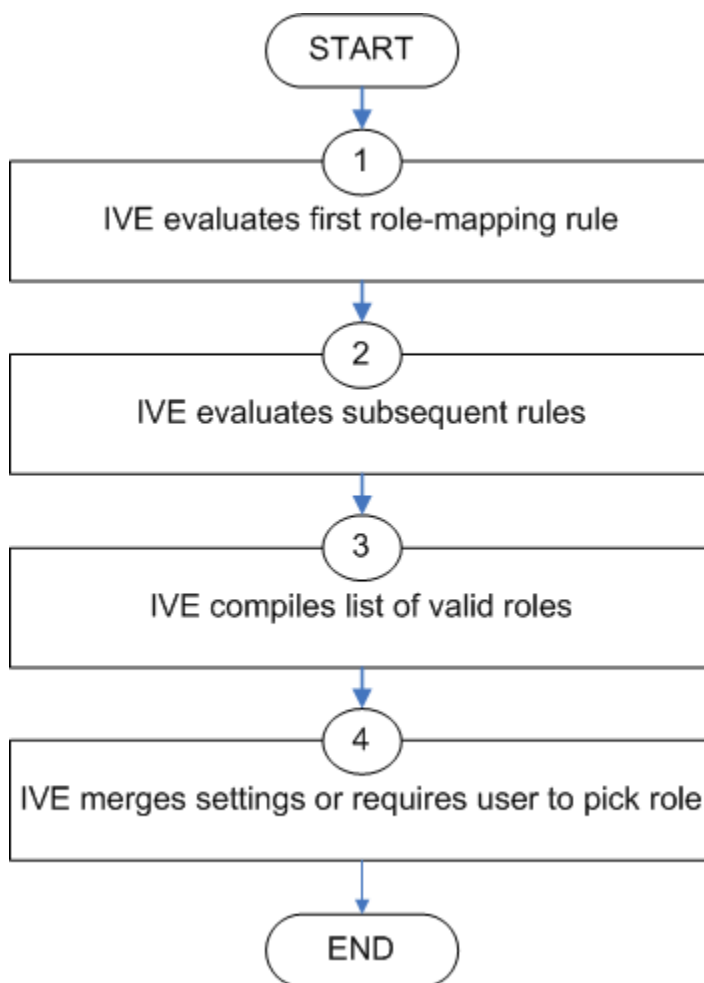 START
1
IVE evaluates first role-mapping rule
2
IVE evaluates subsequent rules
3
IVE compiles list of valid roles
4
IVE merges settings or requires user to pick role
END